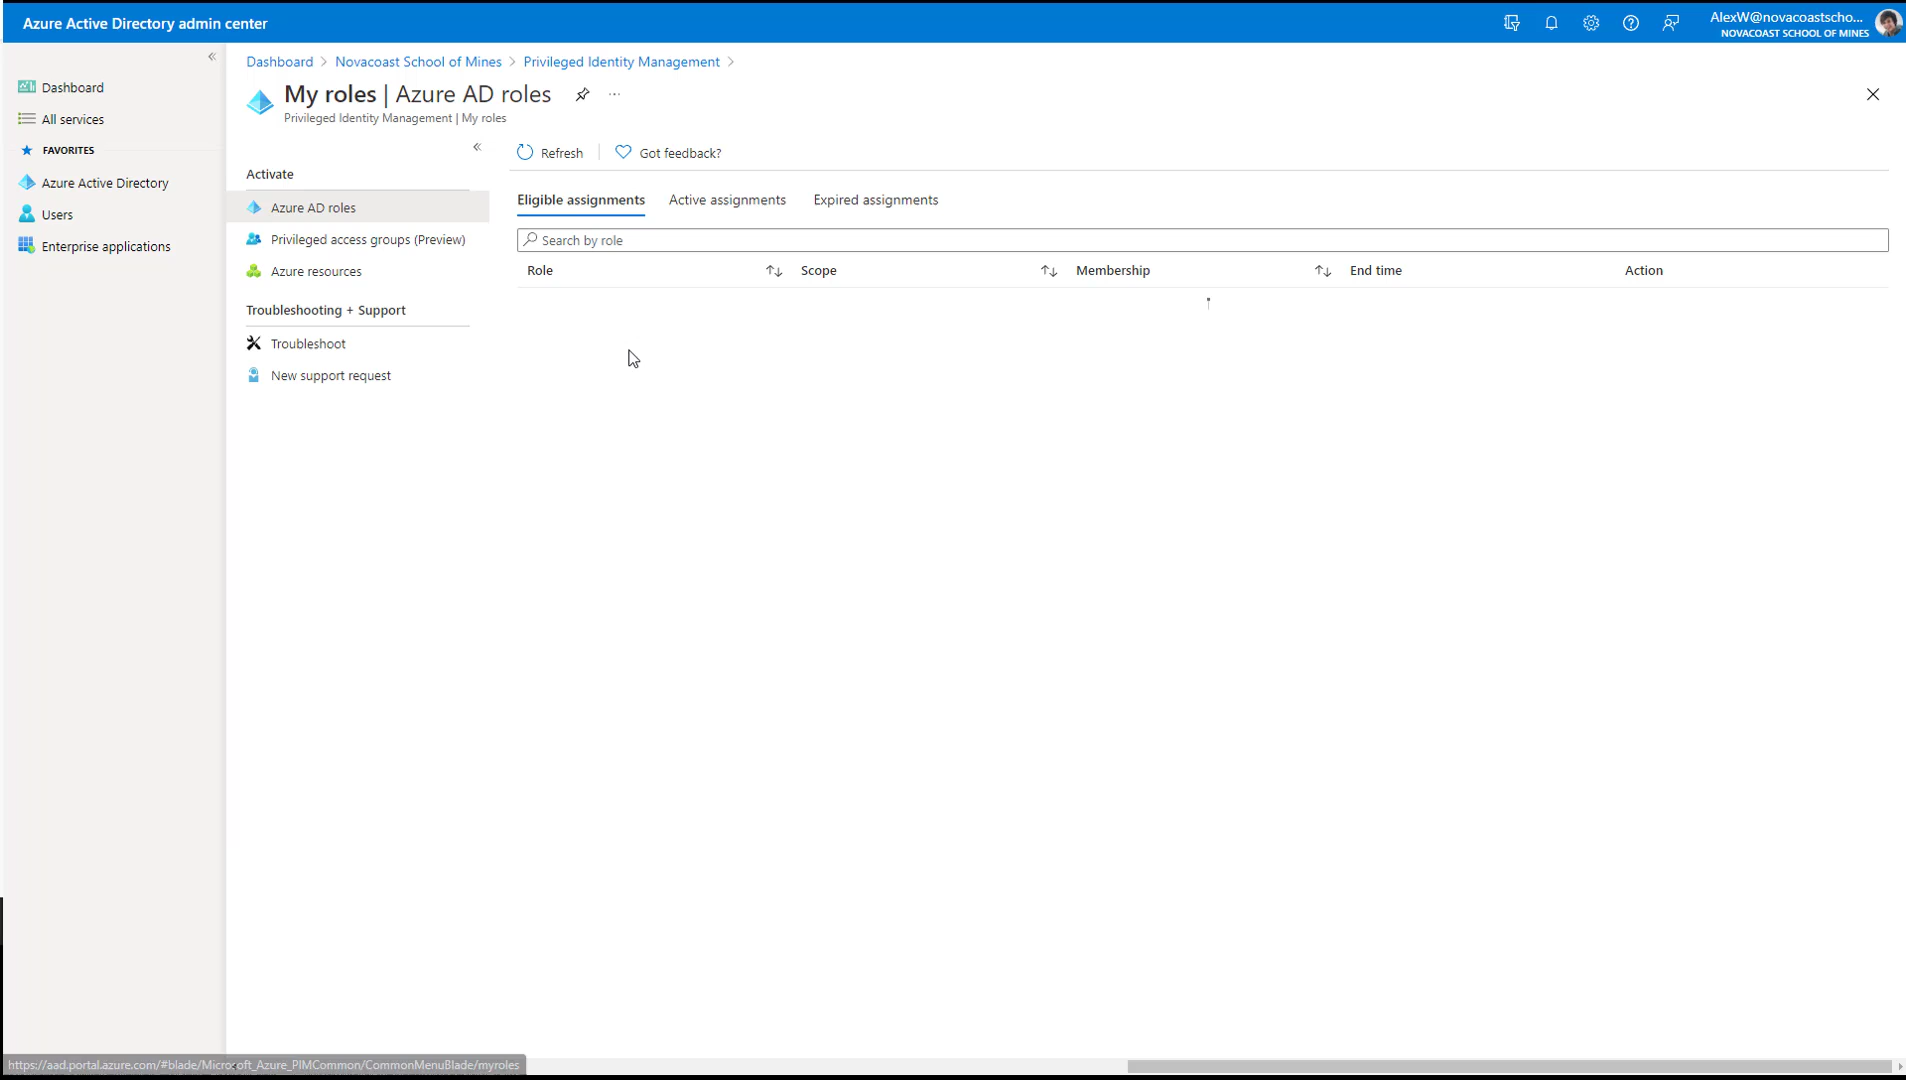 Azure Active Directory admin center
AlexW@novacoastscho...
NOVACOAST SCHOOL OF MINES
Dashboard
All services
FAVORITES
Azure Active Directory
Users
Enterprise applications
Dashboard > Novacoast School of Mines > Privileged Identity Management >
My roles | Azure AD roles ...
Privileged Identity Management | My roles
Activate
Azure AD roles
Privileged access groups (Preview)
Azure resources
Troubleshooting + Support
Troubleshoot
New support request
Refresh Got feedback?
Eligible assignments Active assignments Expired assignments
Search by role
Role Scope Membership End time Action
https://aad.portal.azure.com/#blade/Microsoft_Azure_PIMCommon/CommonMenuBlade/myroles